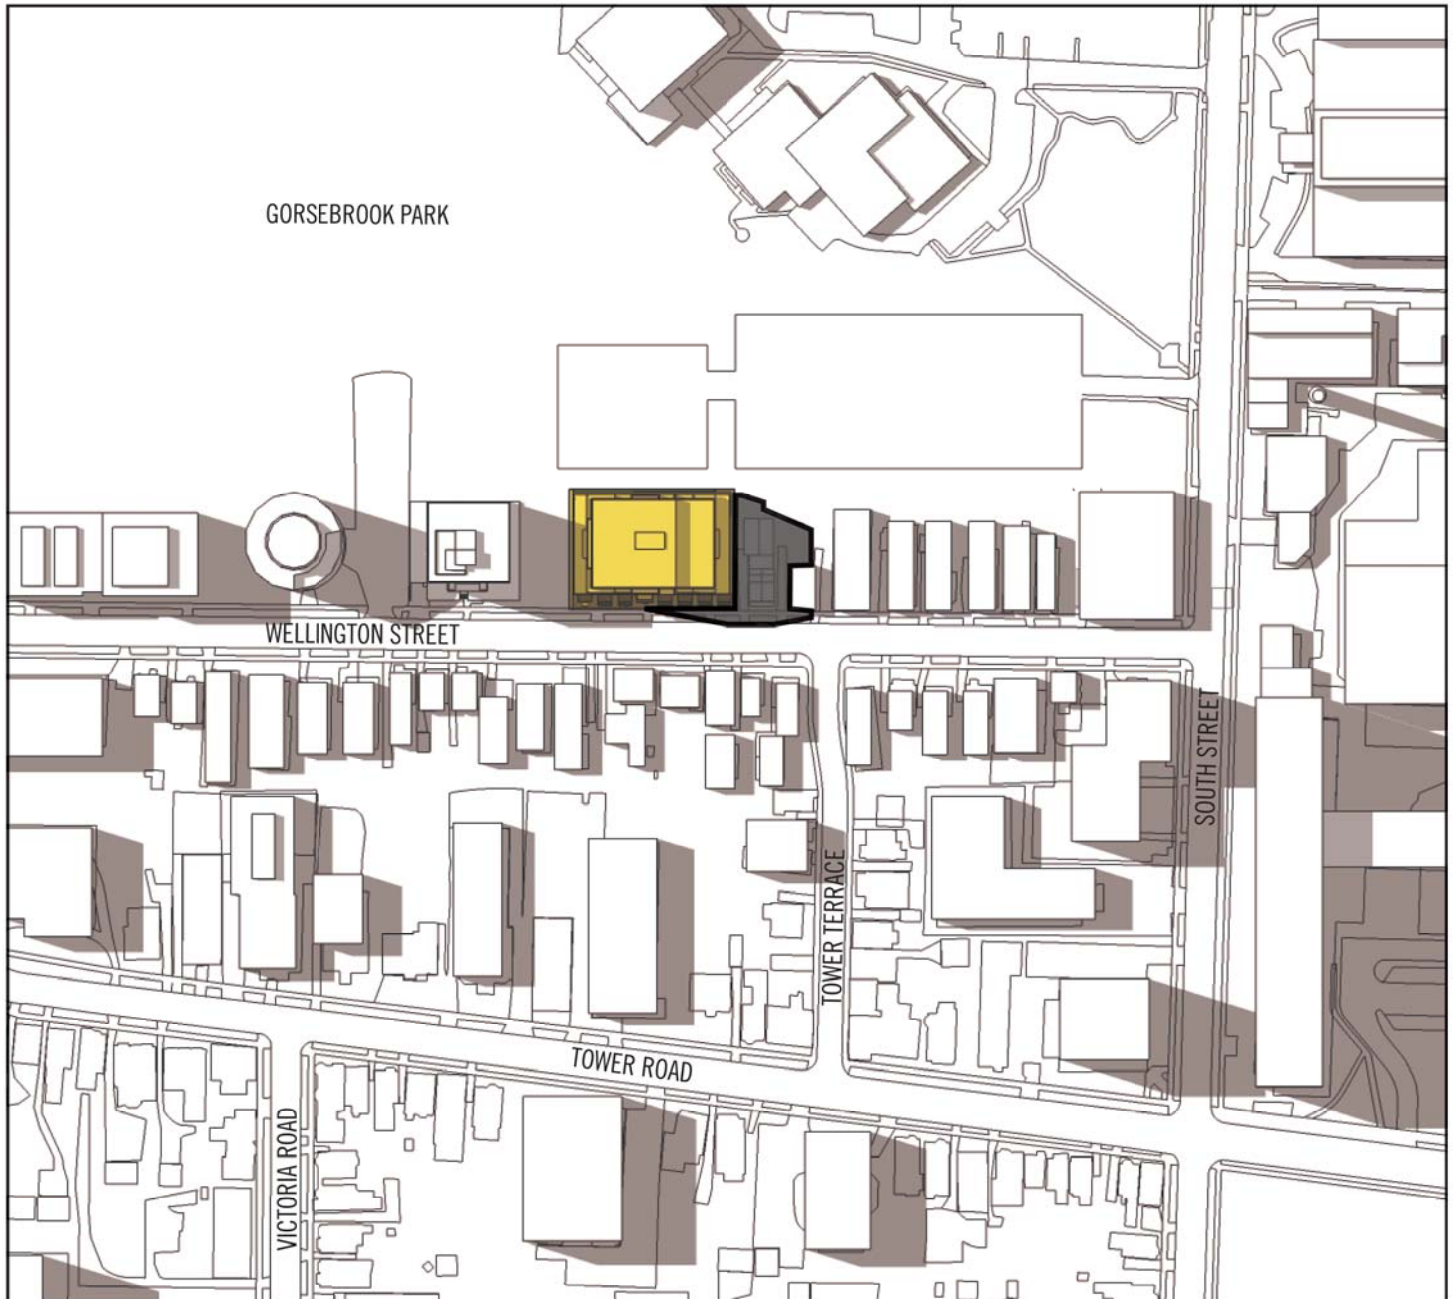 GORSEBROOK PARK
WELLINGTON STREET
SOUTH STREET
TOWER TERRACE
TOWER ROAD
VICTORIA ROAD